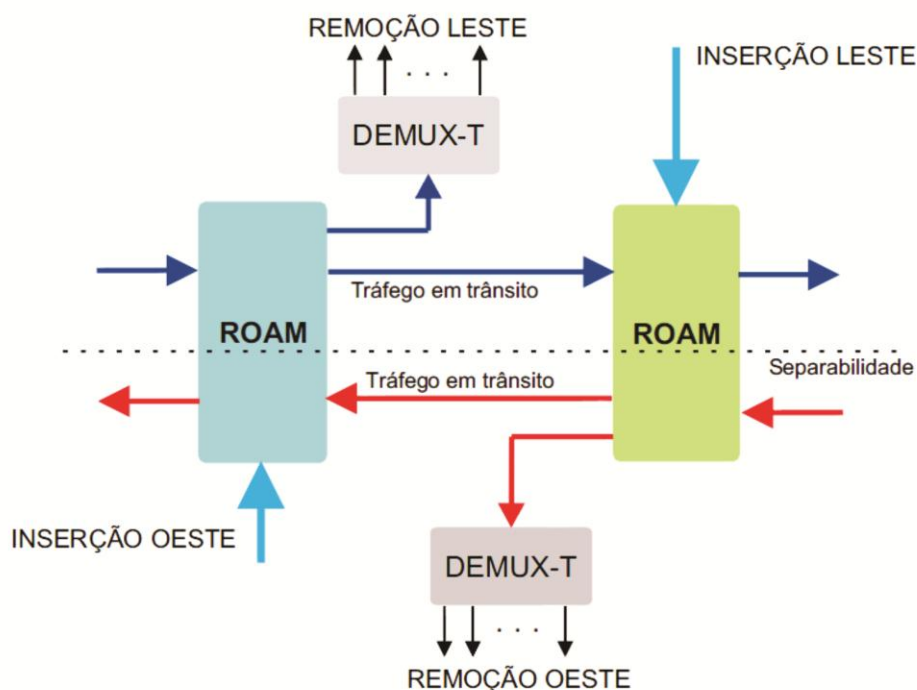 REMOÇÃO LESTE
. . .
INSERÇÃO LESTE
DEMUX-T
Tráfego em trânsito
ROAM
ROAM
Separabilidade
Tráfego em trânsito
INSERÇÃO OESTE
DEMUX-T
. . .
REMOÇÃO OESTE